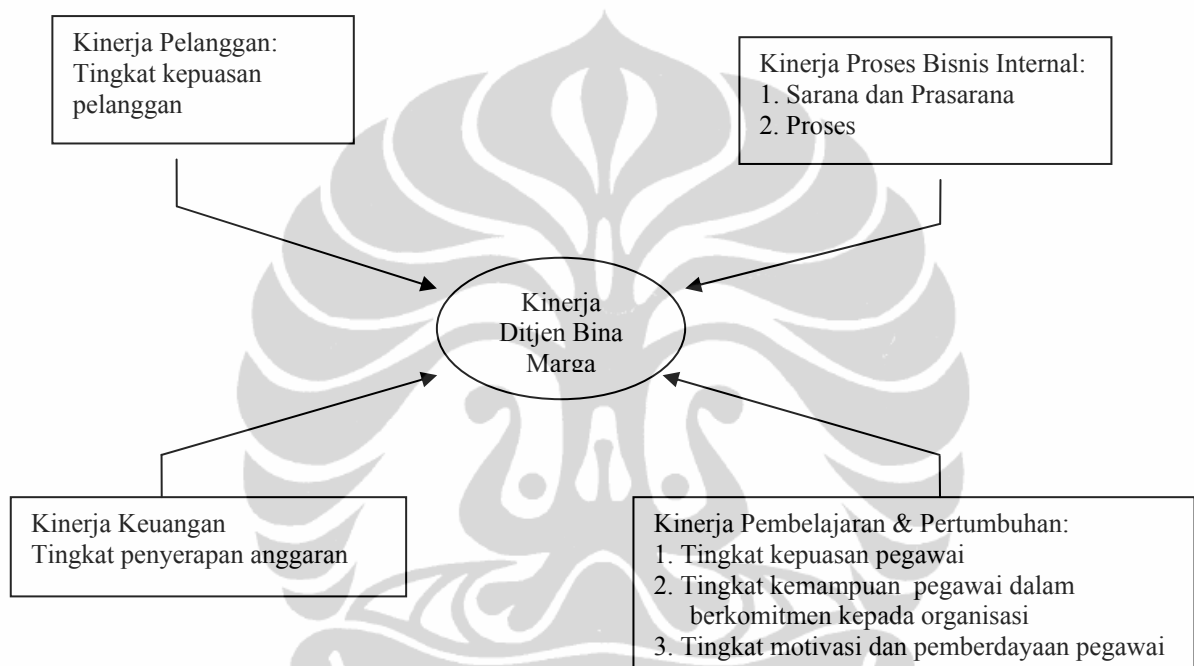 Kinerja Pelanggan:
Tingkat kepuasan
pelanggan
Kinerja Proses Bisnis Internal:
1. Sarana dan Prasarana
2. Proses
Kinerja
Ditjen Bina
Marga
Kinerja Keuangan
Tingkat penyerapan anggaran
Kinerja Pembelajaran & Pertumbuhan:
1. Tingkat kepuasan pegawai
2. Tingkat kemampuan pegawai dalam
berkomitmen kepada organisasi
3. Tingkat motivasi dan pemberdayaan pegawai